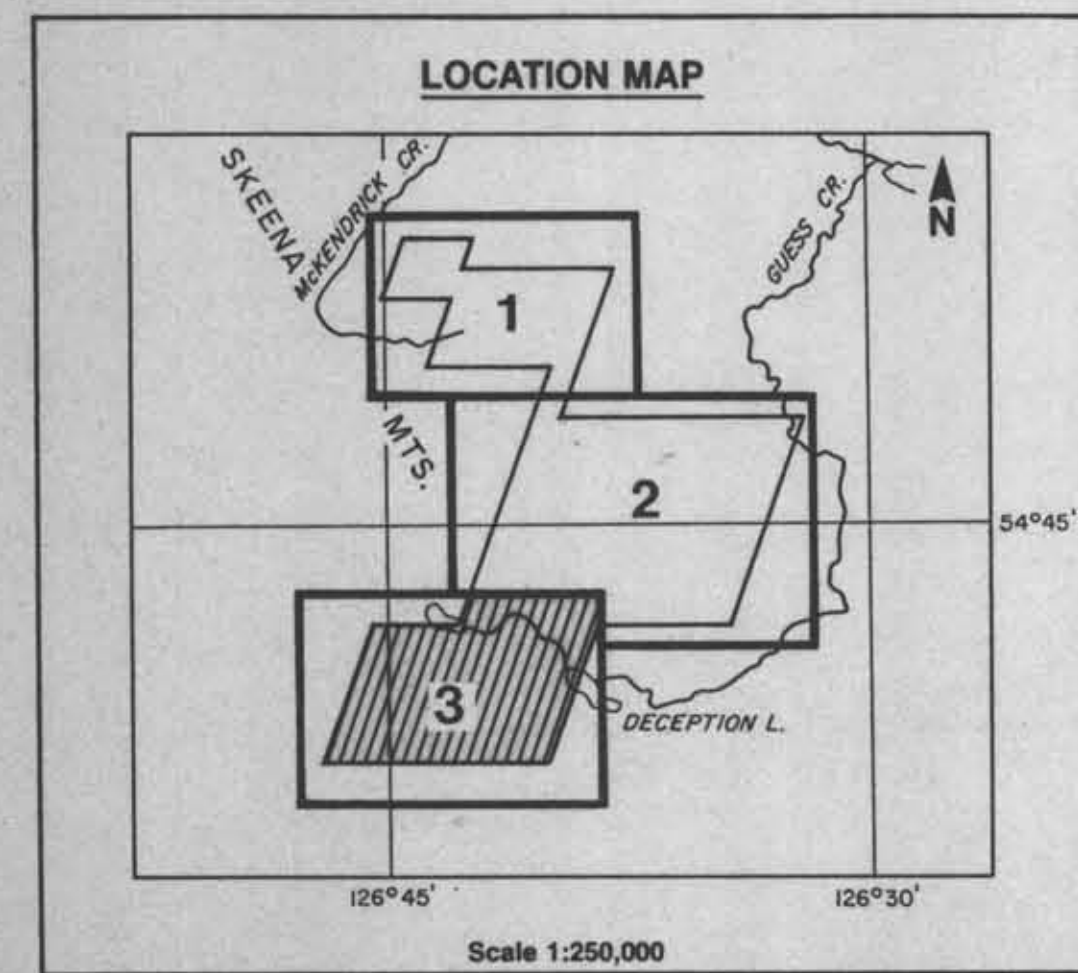 LOCATION MAP
SKEENA
McKENDRICK CR.
GUESS CR.
N
1
MTS.
2
54°45'
3
DECEPTION L.
126°45'
126°30'
Scale 1:250,000